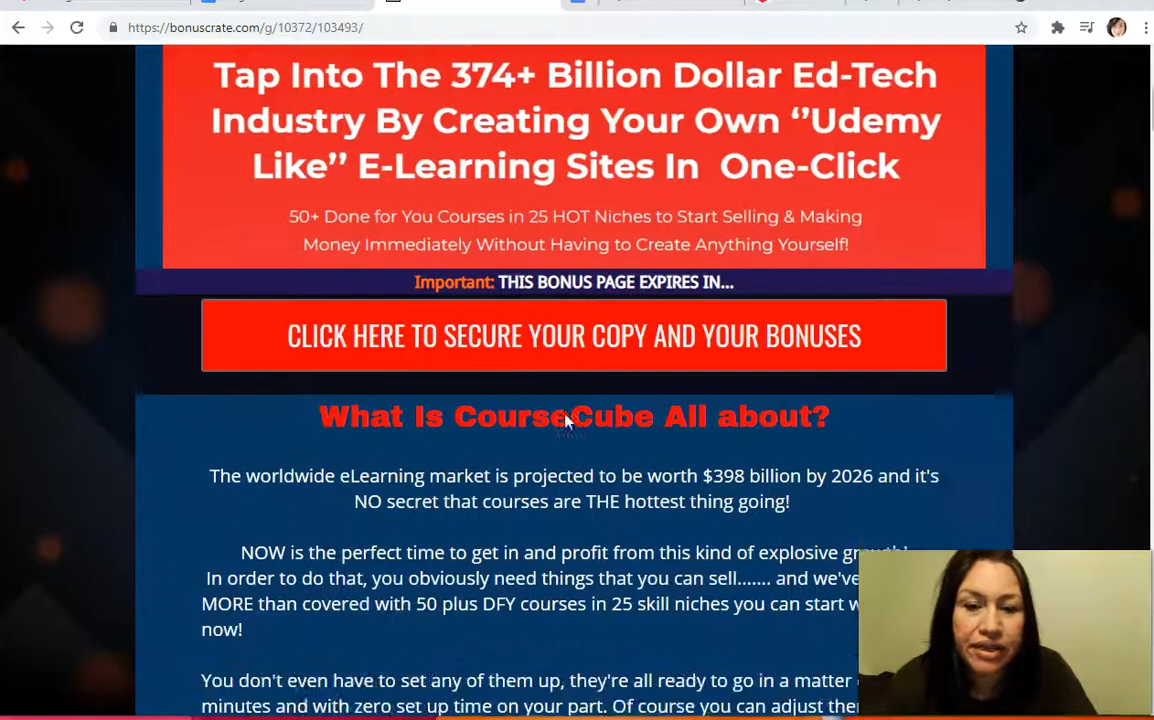 https://bonuscrate.com/g/10372/103493/
Tap Into The 374+ Billion Dollar Ed-Tech
Industry By Creating Your Own ‘’Udemy
Like’’ E-Learning Sites In One-Click
50+ Done for You Courses in 25 HOT Niches to Start Selling & Making
Money Immediately Without Having to Create Anything Yourself!
Important: THIS BONUS PAGE EXPIRES IN...
CLICK HERE TO SECURE YOUR COPY AND YOUR BONUSES
What Is CourseCube All about?
The worldwide eLearning market is projected to be worth $398 billion by 2026 and it's
NO secret that courses are THE hottest thing going!
NOW is the perfect time to get in and profit from this kind of explosive
In order to do that, you obviously need things that you can sell....... and we've
MORE than covered with 50 plus DFY courses in 25 skill niches you can start
now!
You don't even have to set any of them up, they're all ready to go in a matter
minutes and with zero set up time on your part. Of course you can adjust